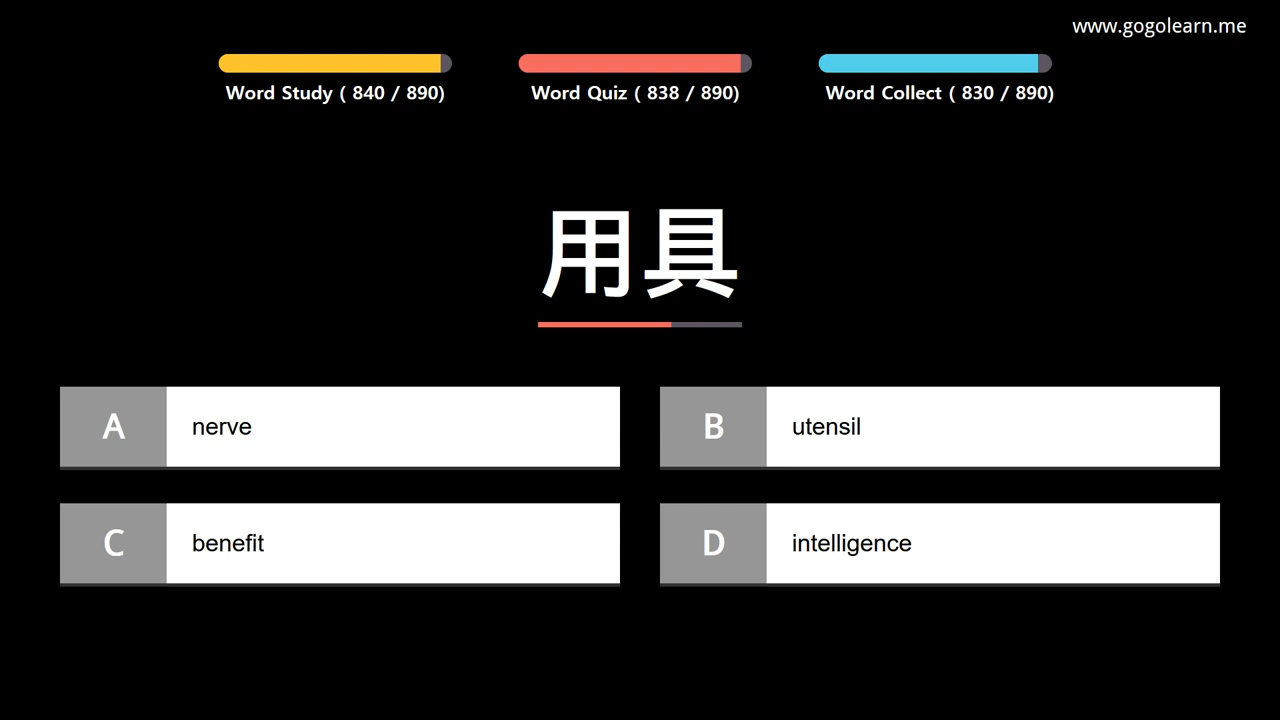 www.gogolearn.me
Word Study ( 840 / 890)
Word Quiz ( 838 / 890)
Word Collect ( 830 / 890)
用具
A nerve
B utensil
C benefit
D intelligence